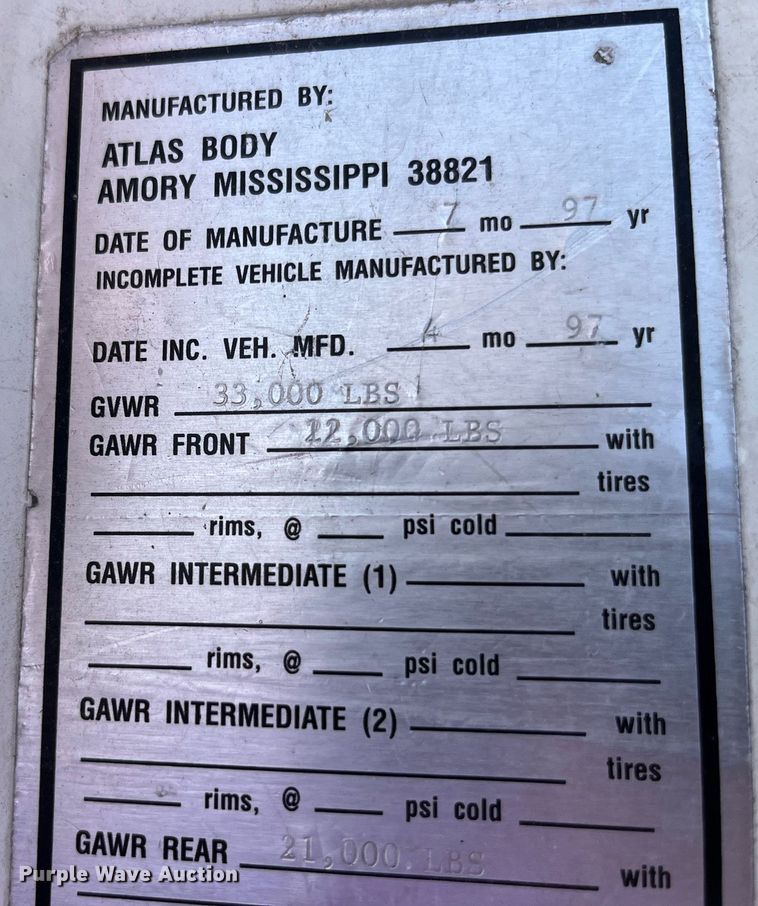 MANUFACTURED BY:
ATLAS BODY
AMORY MISSISSIPPI 38821
DATE OF MANUFACTURE 7 mo 97 yr
INCOMPLETE VEHICLE MANUFACTURED BY:
DATE INC. VEH. MFD. 4 mo 97 yr
GVWR 33,000 LBS
GAWR FRONT 12,000 LBS with
tires
rims, @ psi cold
GAWR INTERMEDIATE (1) with
tires
rims, @ psi cold
GAWR INTERMEDIATE (2) with
tires
rims, @ psi cold
GAWR REAR 21,000 LBS with
Purple Wave Auction